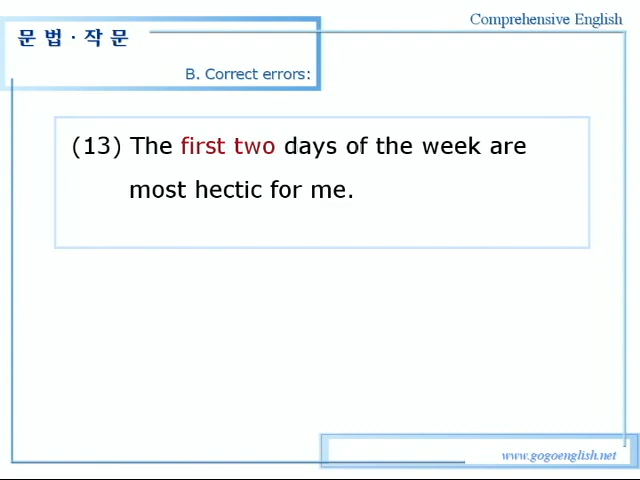 Comprehensive English
문 법 · 작 문
B. Correct errors:
(13) The first two days of the week are
most hectic for me.
www.gogoenglish.net